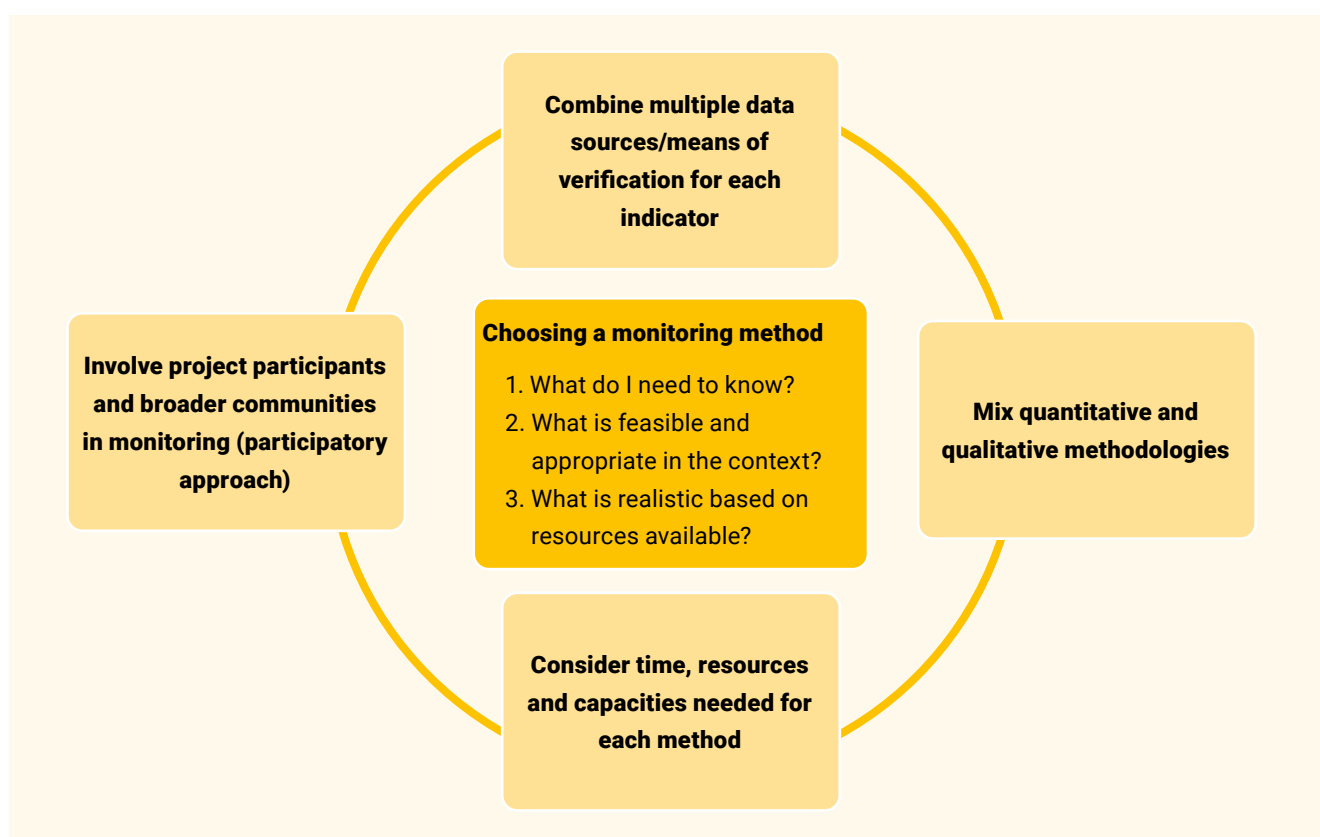 Combine multiple data
sources/means of
verification for each
indicator
Involve project participants
and broader communities
in monitoring (participatory
approach)
Choosing a monitoring method
1. What do I need to know?
2. What is feasible and
appropriate in the context?
3. What is realistic based on
resources available?
Mix quantitative and
qualitative methodologies
Consider time, resources
and capacities needed for
each method